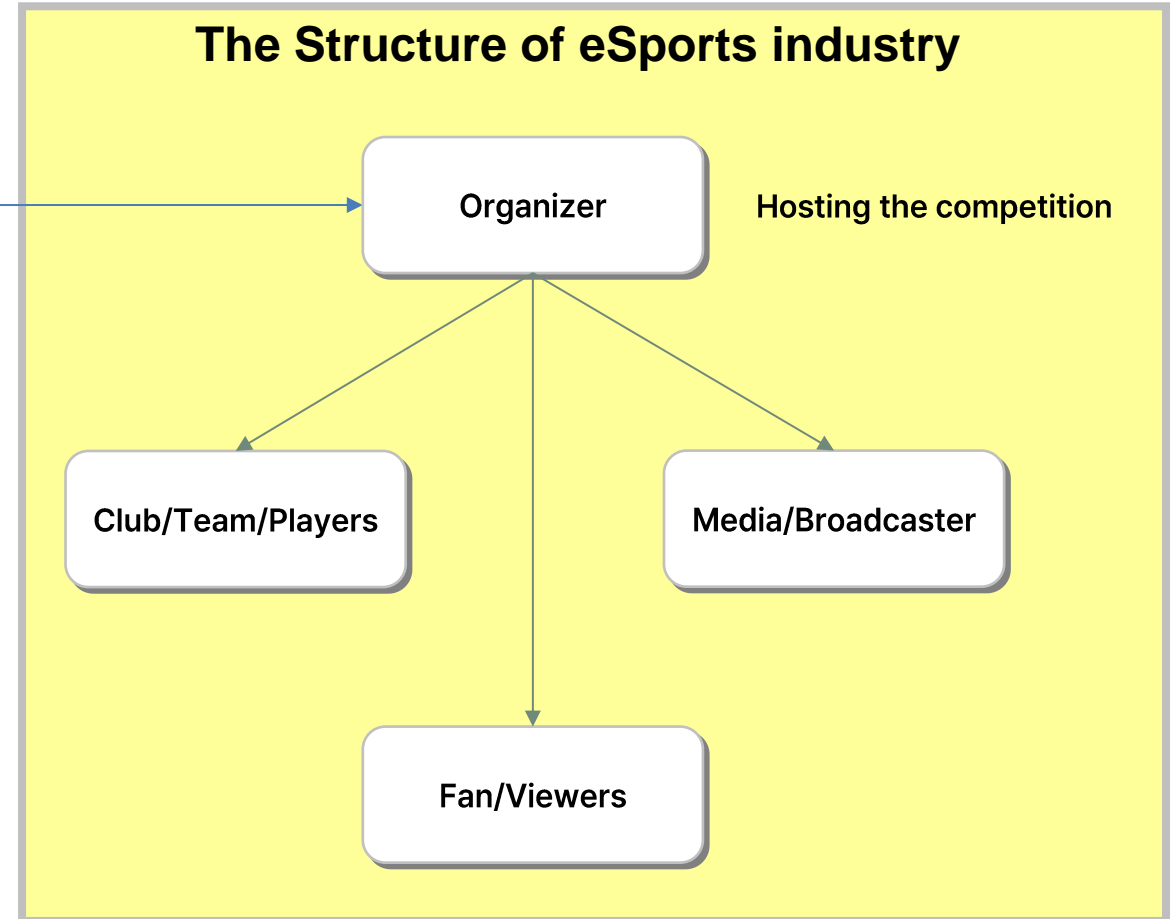 The Structure of eSports industry
Organizer
Hosting the competition
Club/Team/Players
Media/Broadcaster
Fan/Viewers